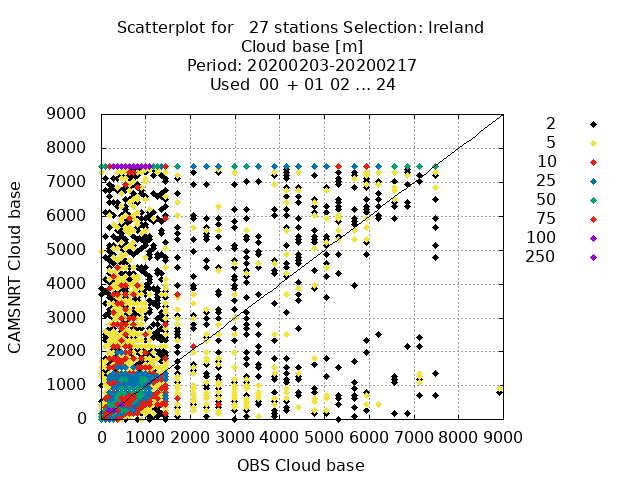 Scatterplot for   27 stations Selection: Ireland
Cloud base [m]
Period: 20200203-20200217
Used  00 + 01 02 ... 24
9000
8000
7000
6000
5000
4000
3000
2000
1000
0
CAMSNRT Cloud base
0 1000 2000 3000 4000 5000 6000 7000 8000 9000
OBS Cloud base
2
5
10
25
50
75
100
250